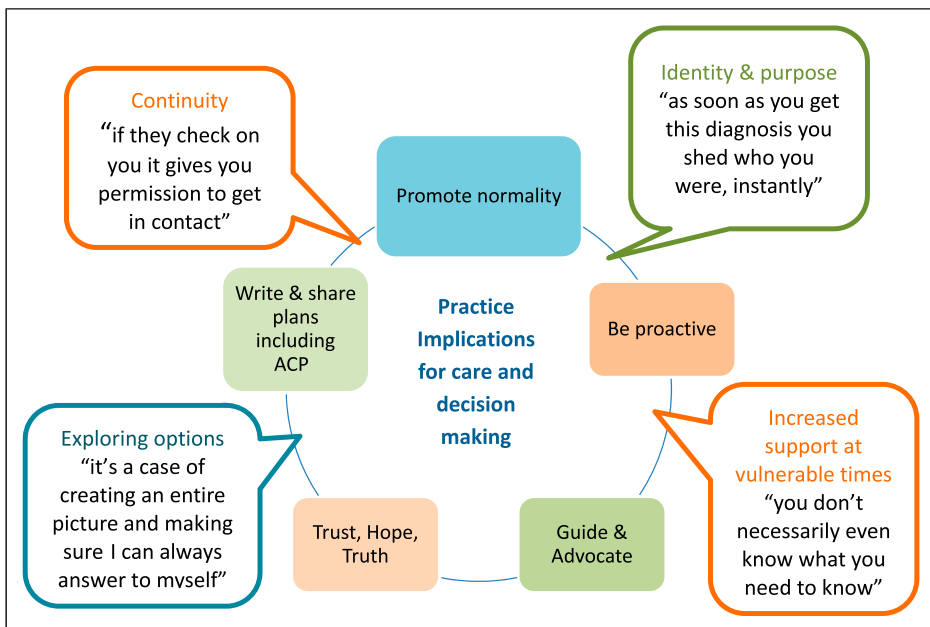 Continuity
“if they check on
you it gives you
permission to get
in contact”
Identity & purpose
“as soon as you get
this diagnosis you
shed who you
were, instantly”
Promote normality
Write & share
plans
including
ACP
Practice
Implications
for care and
decision
making
Be proactive
Exploring options
“it’s a case of
creating an entire
picture and making
sure I can always
answer to myself”
Trust, Hope,
Truth
Guide &
Advocate
Increased
support at
vulnerable times
“you don’t
necessarily even
know what you
need to know”